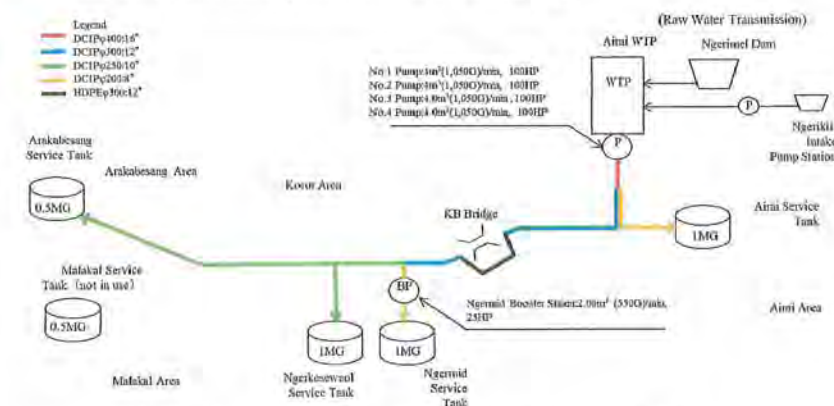 (Raw Water Transmission)
Legend
DCIPφ400:16"
DCIPφ300:12"
DCIPφ250:10"
DCIPφ200:8"
HDPEφ300:12"
Airai WTP
Ngerimel Dam
No.1 Pump:4m³(1,050G)/min, 100HP
No.2 Pump:4m³(1,050G)/min, 100HP
No.3 Pump:4.0m³(1,050G)/min, 100HP
No.4 Pump:4.0m³(1,050G)/min, 100HP
WTP
P
Ngerikiil
Intake
Pump Station
P
Arakabesang
Service Tank
Arakabesang Area
Koror Area
0.5MG
KB Bridge
Airai Service
Tank
1MG
Malakal Service
Tank (not in use)
0.5MG
BP
Ngermid Booster Station:2.00m³ (530G)/min,
25HP
Airai Area
1MG
1MG
Malakal Area
Ngerkesewaol
Service Tank
Ngermid
Service
Tank